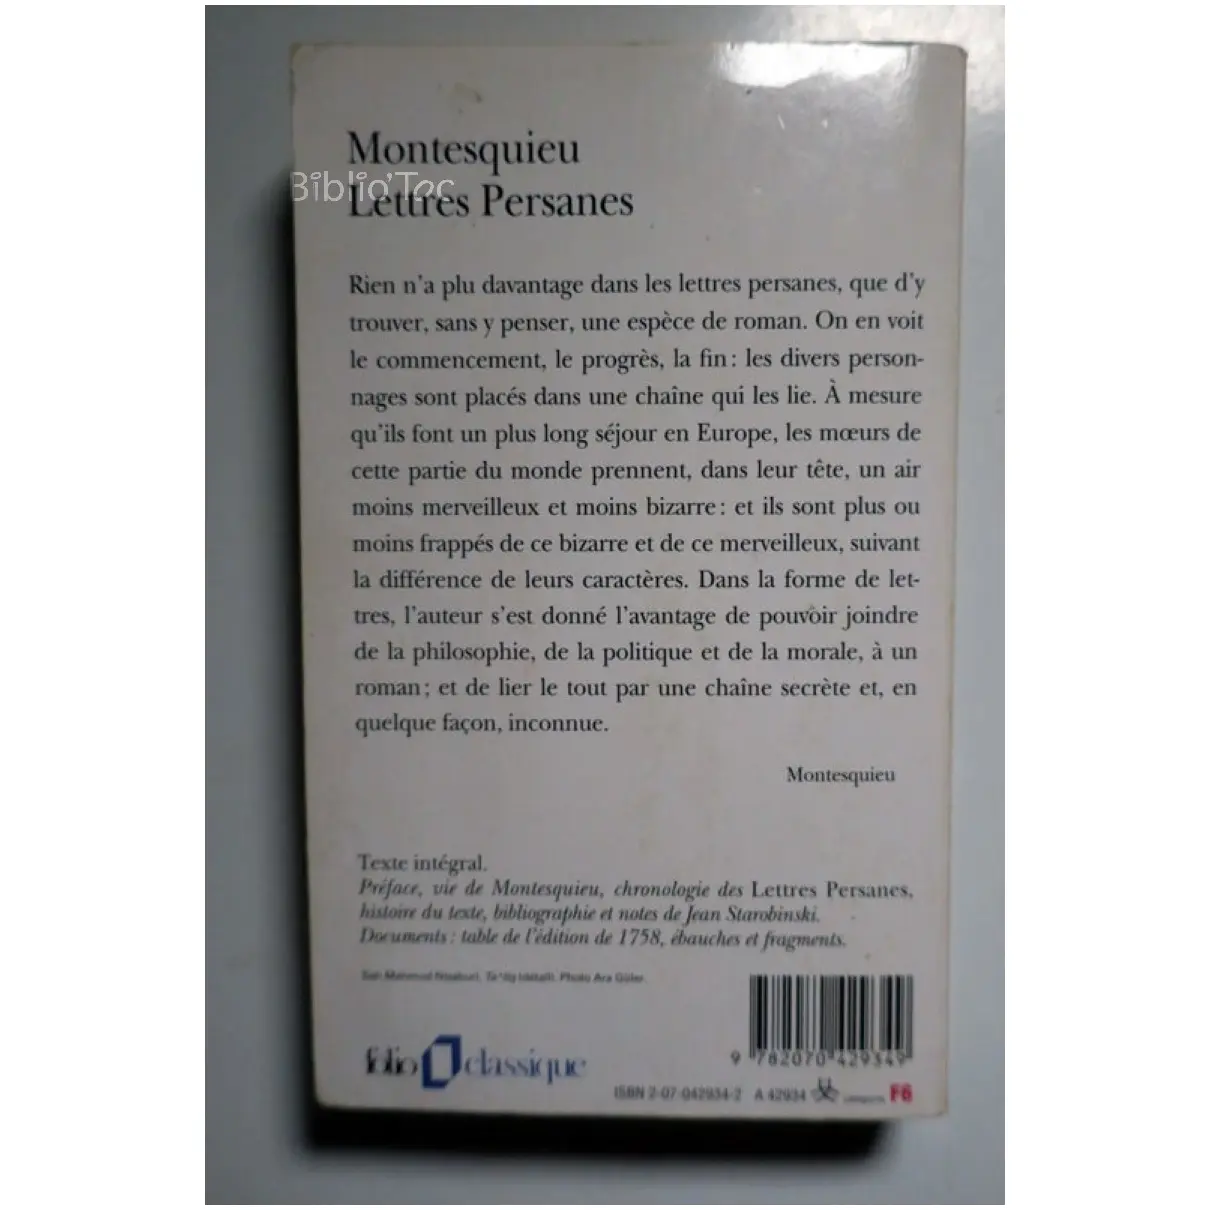 Montesquieu
Biblio'Tec
Lettres Persanes
Rien n'a plu davantage dans les lettres persanes, que d'y
trouver, sans y penser, une espèce de roman. On en voit
le commencement, le progrès, la fin : les divers person-
nages sont placés dans une chaîne qui les lie. À mesure
qu'ils font un plus long séjour en Europe, les mœurs de
cette partie du monde prennent, dans leur tête, un air
moins merveilleux et moins bizarre : et ils sont plus ou
moins frappés de ce bizarre et de ce merveilleux, suivant
la différence de leurs caractères. Dans la forme de let-
tres, l'auteur s'est donné l'avantage de pouvoir joindre
de la philosophie, de la politique et de la morale, à un
roman ; et de lier le tout par une chaîne secrète et, en
quelque façon, inconnue.
Montesquieu
Texte intégral.
Préface, vie de Montesquieu, chronologie des Lettres Persanes,
histoire du texte, bibliographie et notes de Jean Starobinski.
Documents : table de l'édition de 1758, ébauches et fragments.
Photo Ara Güler.
9 782070 429349
folio classique
ISBN 2-07-042934-2 A 42934 F6